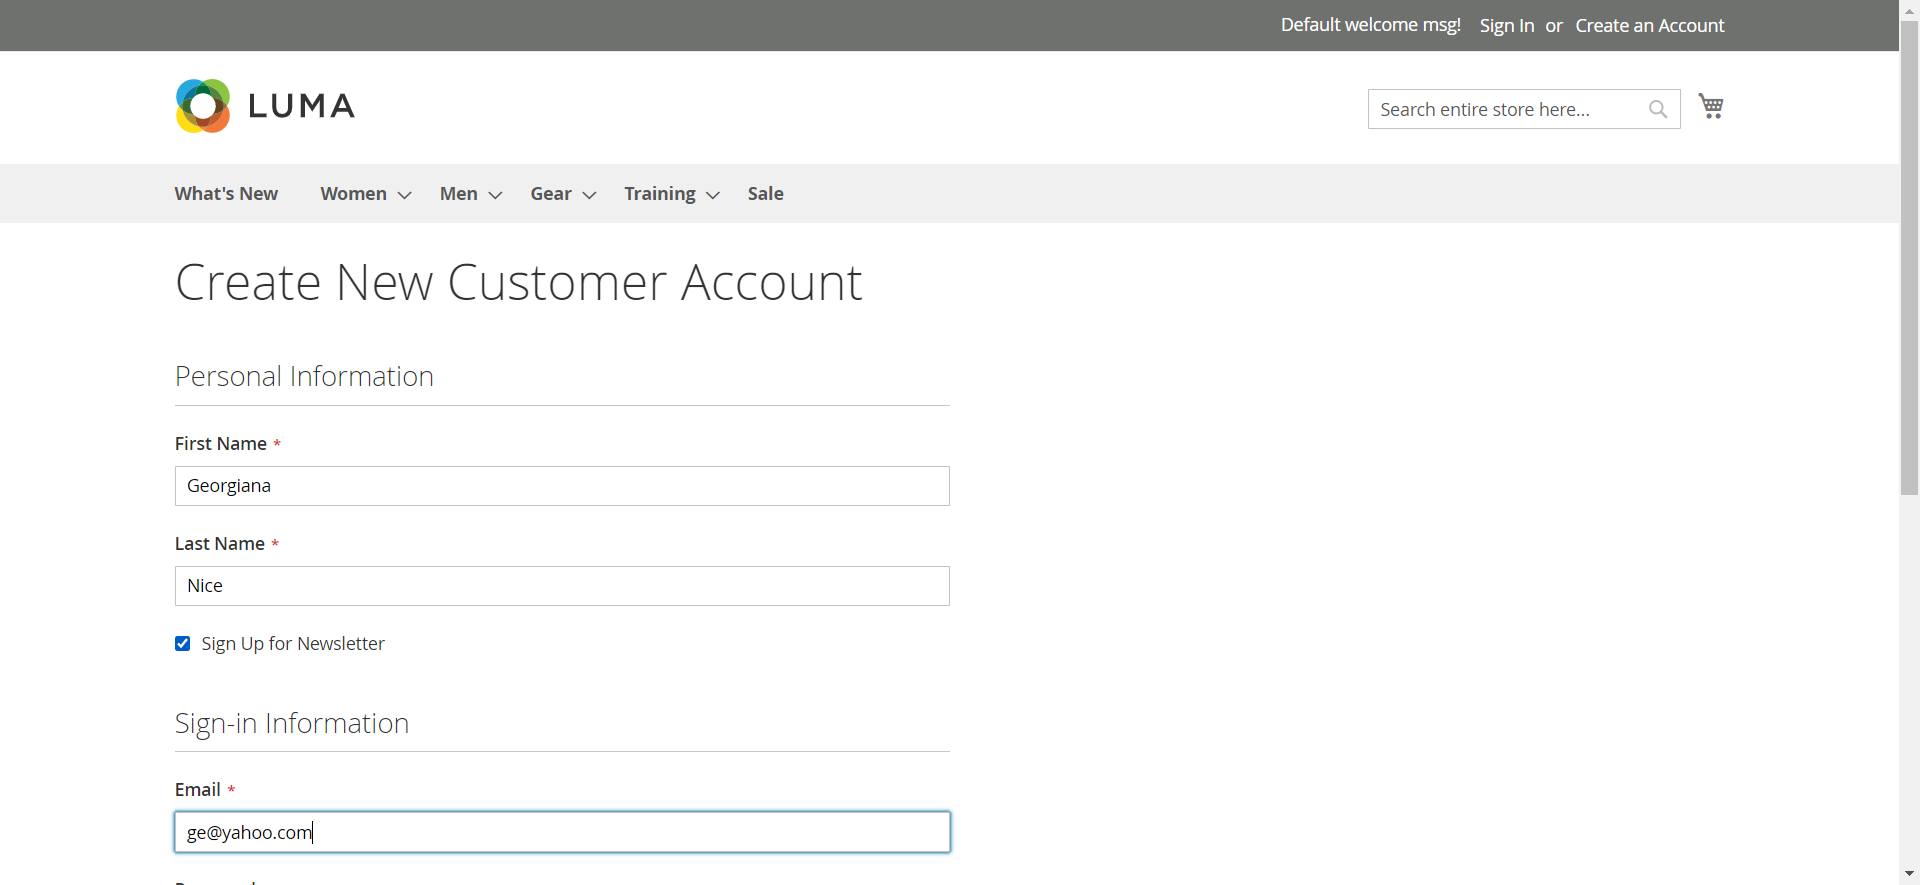 Default welcome msg! Sign In or Create an Account
LUMA
Search entire store here...
What's New Women Men Gear Training Sale
Create New Customer Account
Personal Information
First Name *
Georgiana
Last Name *
Nice
Sign Up for Newsletter
Sign-in Information
Email *
ge@yahoo.com